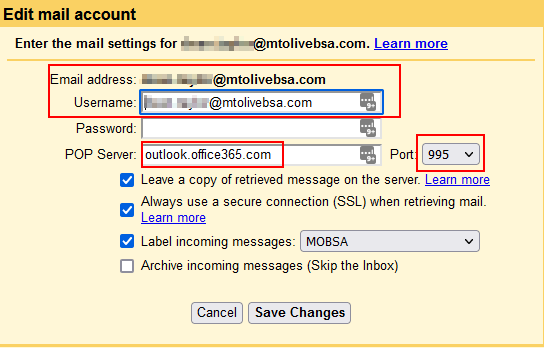 Edit mail account
Enter the mail settings for @mtolivebsa.com. Learn more
Email address: @mtolivebsa.com
Username: @mtolivebsa.com
Password:
POP Server: outlook.office365.com Port: 995
Leave a copy of retrieved message on the server. Learn more
Always use a secure connection (SSL) when retrieving mail.
Learn more
Label incoming messages: MOBSA
Archive incoming messages (Skip the Inbox)
Cancel Save Changes